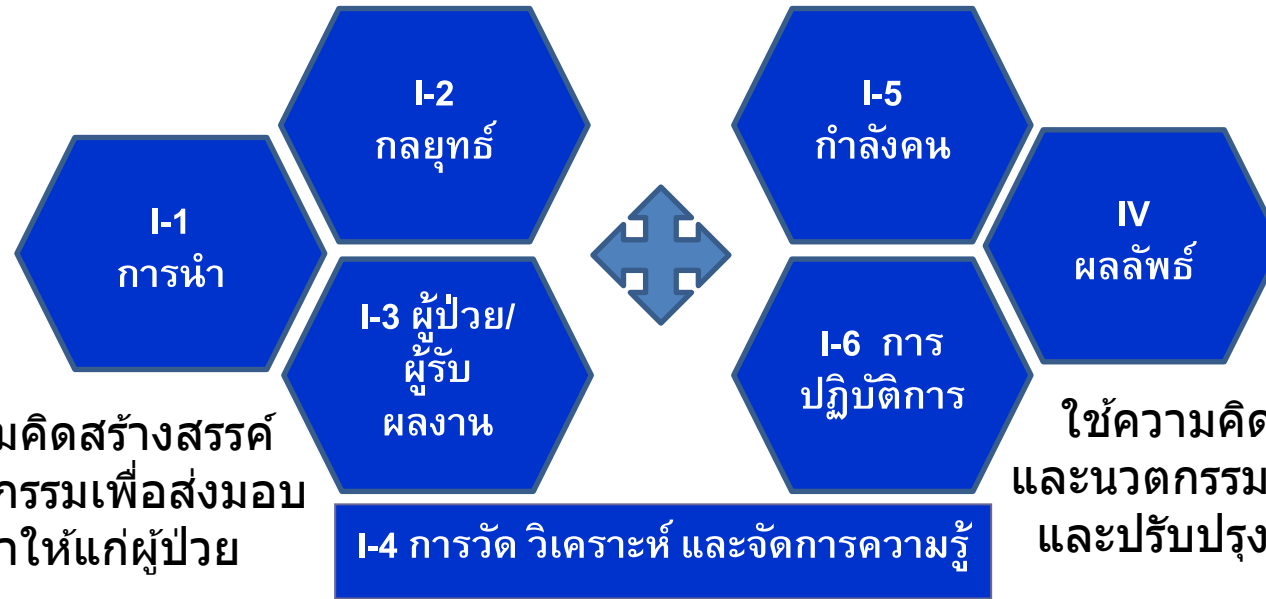 I-2
กลยุทธ์
I-5
กำลังคน
I-1
การนำ
IV
ผลลัพธ์
I-3 ผู้ป่วย/
ผู้รับ
ผลงาน
I-6 การ
ปฏิบัติการ
มคิดสร้างสรรค์
กรรมเพื่อส่งมอบ
าให้แก่ผู้ป่วย
ใช้ความคิด
และนวตกรรม
และปรับปรุง
I-4 การวัด วิเคราะห์ และจัดการความรู้